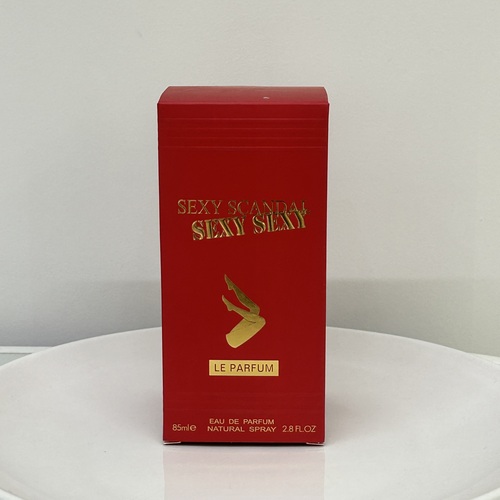 SEXY SCANDAL
SEXY SEXY
LE PARFUM
EAU DE PARFUM
85ml℮ NATURAL SPRAY 2.8 FL.OZ